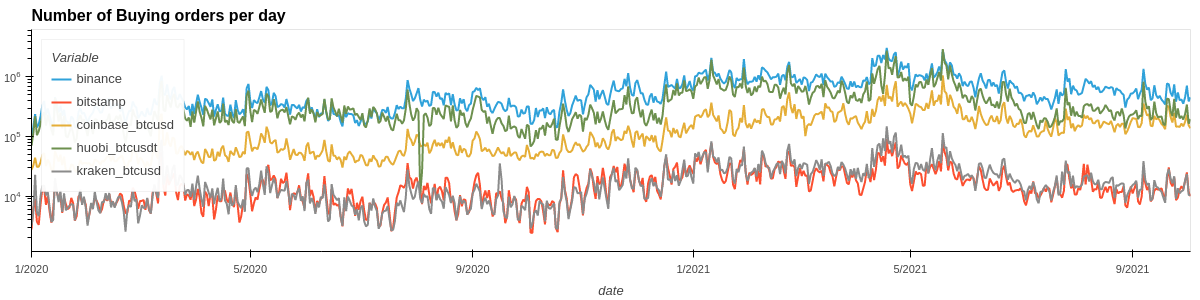 Number of Buying orders per day
Variable
binance
bitstamp
coinbase_btcusd
huobi_btcusdt
kraken_btcusd
10⁶
10⁵
10⁴
1/2020 5/2020 9/2020 1/2021 5/2021 9/2021
date